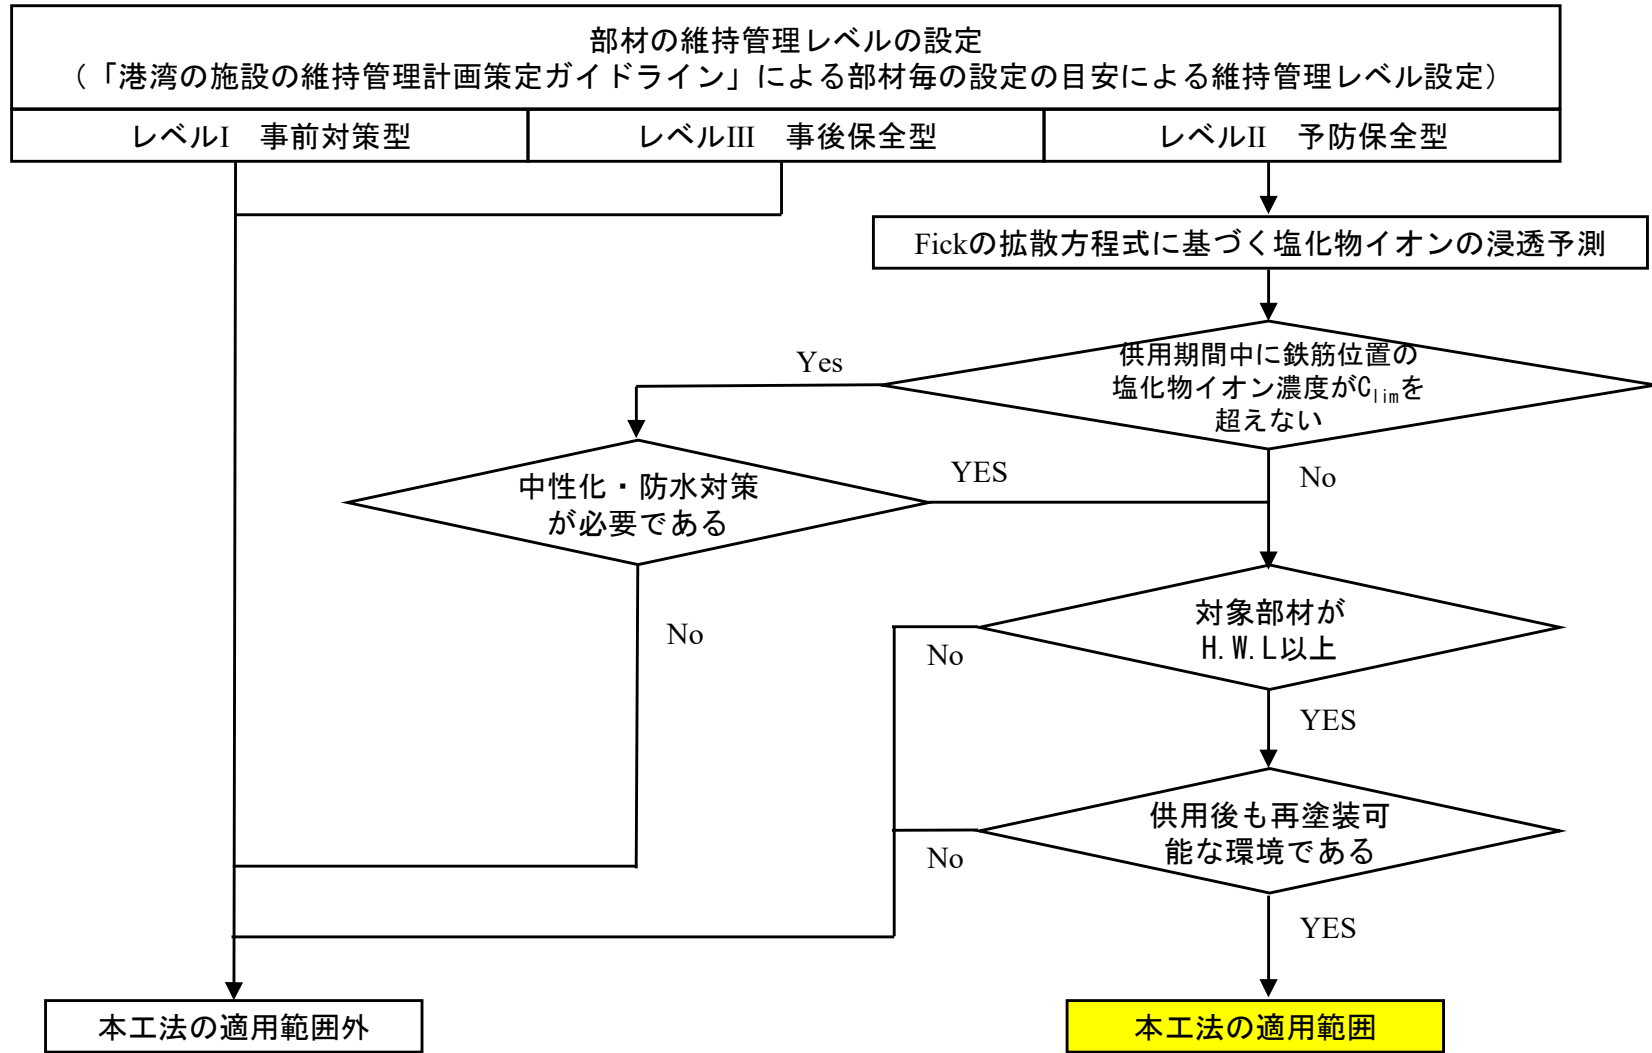 部材の維持管理レベルの設定
（「港湾の施設の維持管理計画策定ガイドライン」による部材毎の設定の目安による維持管理レベル設定）
レベルI　事前対策型
レベルIII　事後保全型
レベルII　予防保全型
Fickの拡散方程式に基づく塩化物イオンの浸透予測
供用期間中に鉄筋位置の
塩化物イオン濃度がClimを
超えない
Yes
No
中性化・防水対策
が必要である
YES
No
対象部材が
H.W.L以上
No
YES
供用後も再塗装可
能な環境である
No
YES
本工法の適用範囲外
本工法の適用範囲